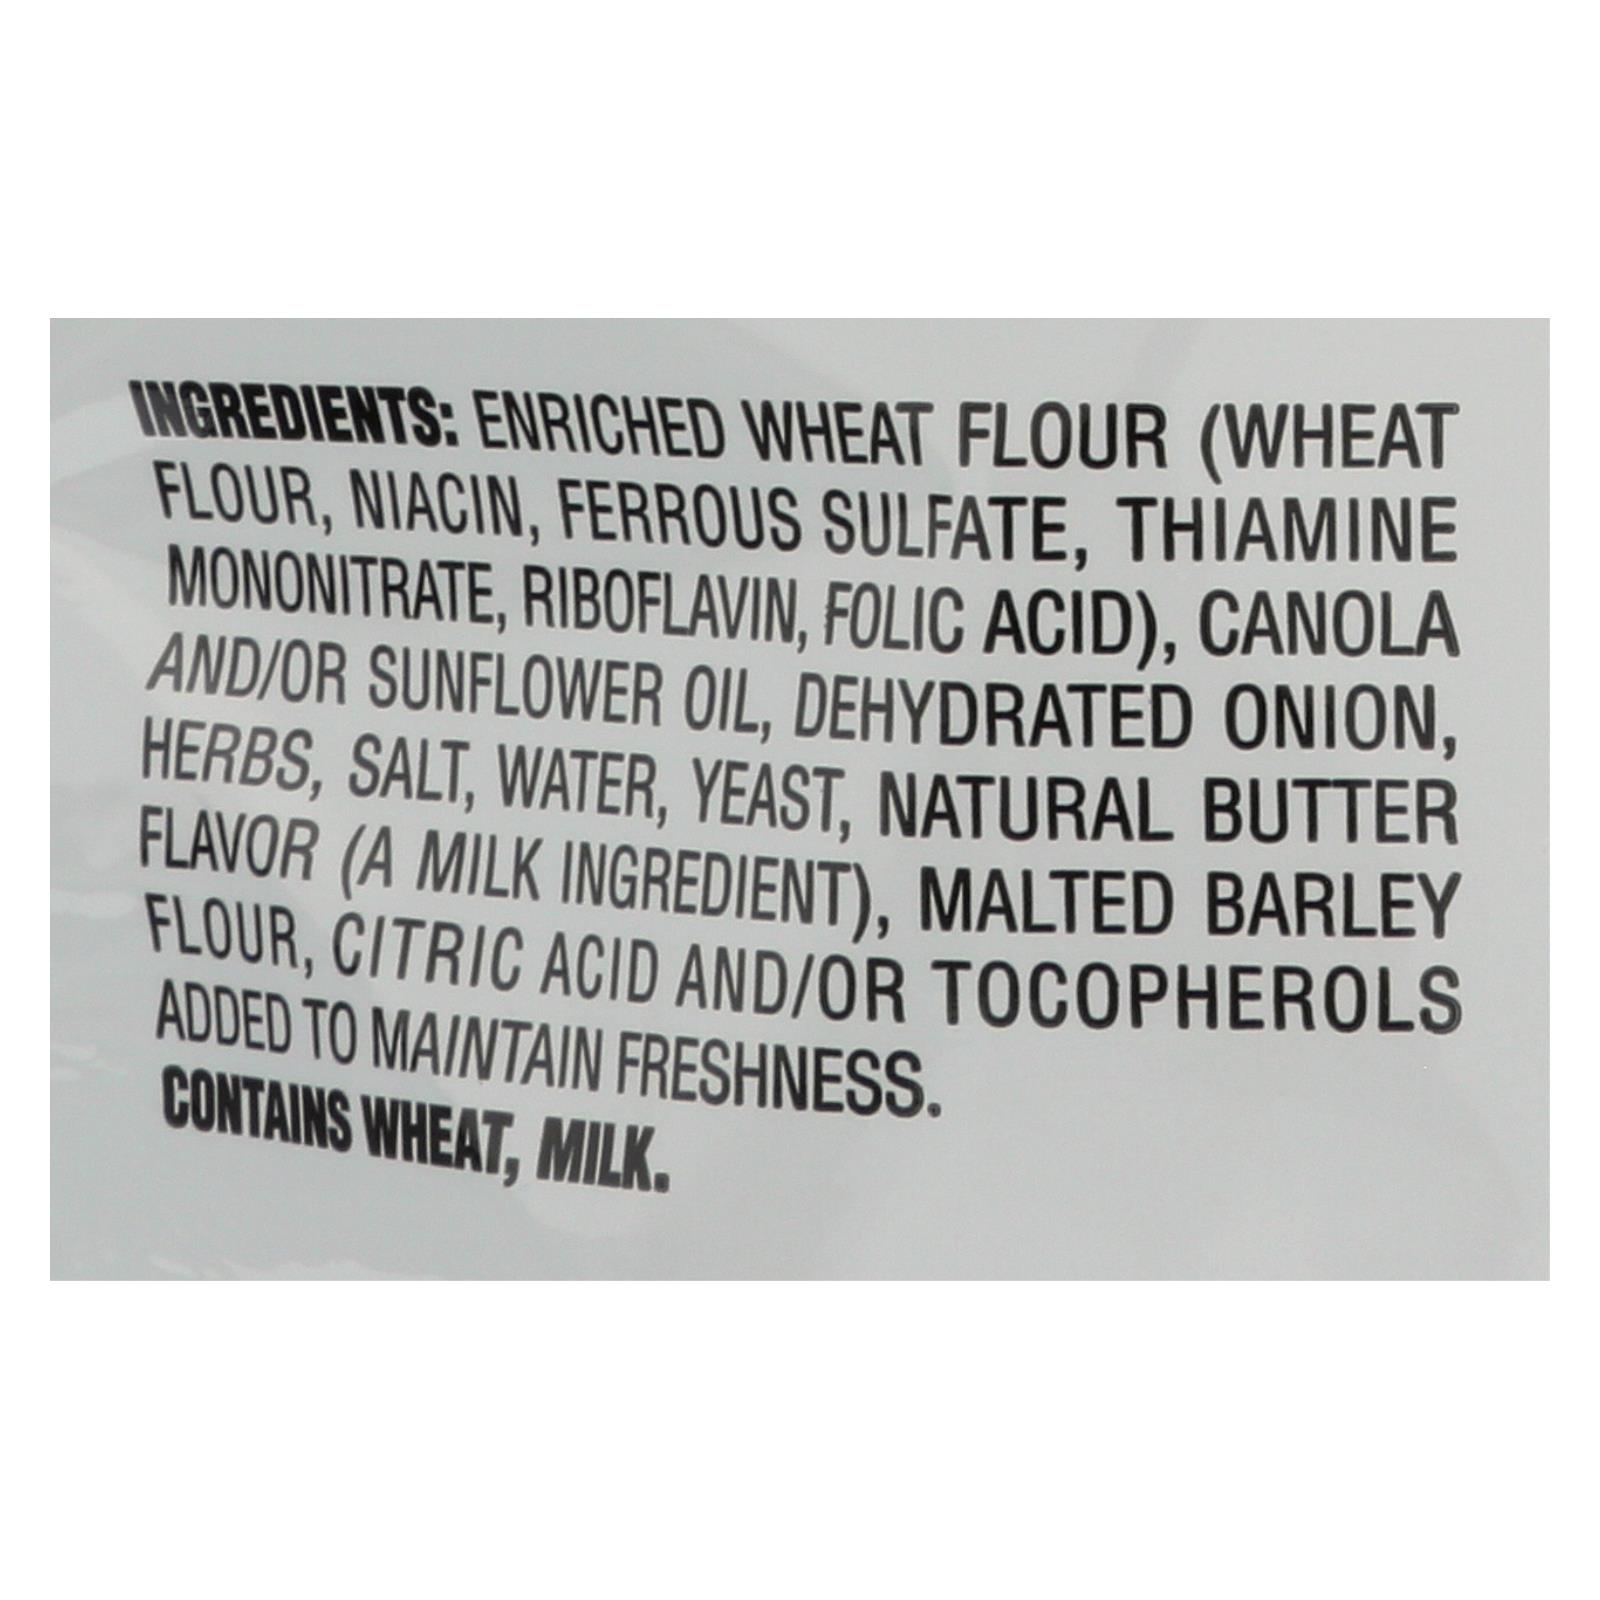 INGREDIENTS: ENRICHED WHEAT FLOUR (WHEAT
FLOUR, NIACIN, FERROUS SULFATE, THIAMINE
MONONITRATE, RIBOFLAVIN, FOLIC ACID), CANOLA
AND/OR SUNFLOWER OIL, DEHYDRATED ONION,
HERBS, SALT, WATER, YEAST, NATURAL BUTTER
FLAVOR (A MILK INGREDIENT), MALTED BARLEY
FLOUR, CITRIC ACID AND/OR TOCOPHEROLS
ADDED TO MAINTAIN FRESHNESS.
CONTAINS WHEAT, MILK.